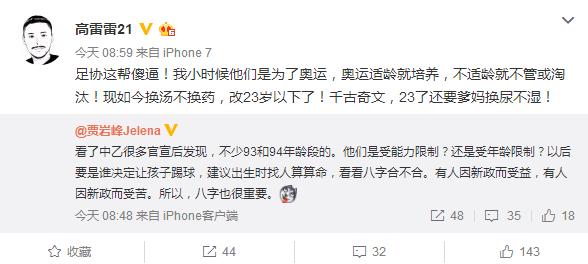 高雷雷21
今天 08:59 来自 iPhone 7
足协这帮傻逼！我小时候他们是为了奥运，奥运适龄就培养，不适龄就不管或淘
汰！现如今换汤不换药，改23岁以下了！千古奇文，23了还要爹妈换尿不湿！
@贾岩峰Jelena
看了中乙很多官宣后发现，不少93和94年龄段的。他们是受能力限制？还是受年龄限制？以后
要是谁决定让孩子踢球，建议出生时找人算算命，看看八字合不合。有人因新政而受益，有人
因新政而受苦。所以，八字也很重要。
今天 08:48 来自 iPhone客户端
48 35 18
收藏 44 32 143